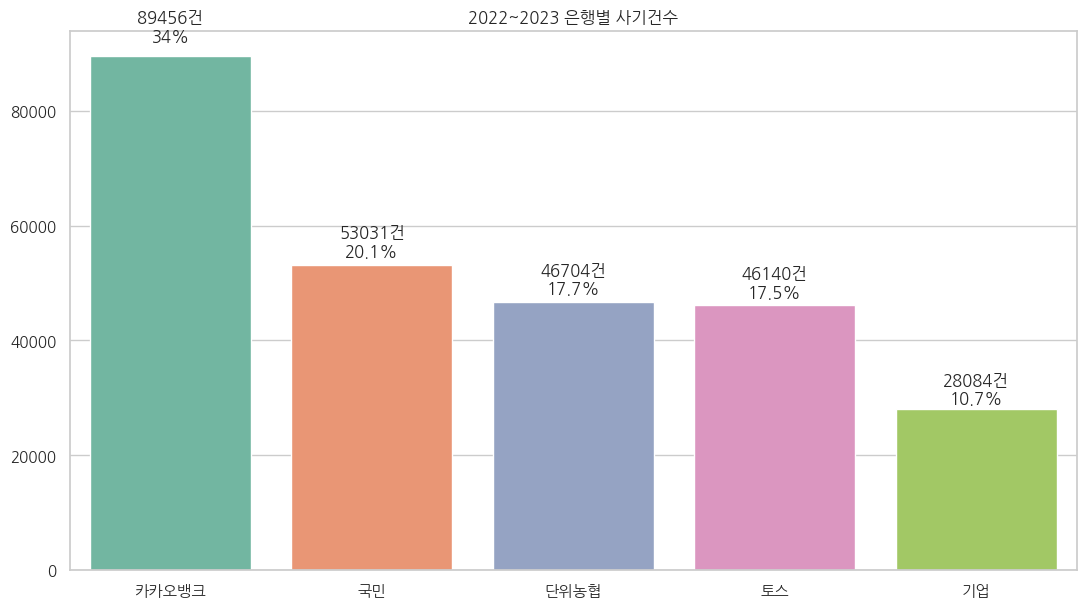 2022~2023 은행별 사기건수
89456건
34%
53031건
20.1%
46704건
17.7%
46140건
17.5%
28084건
10.7%
80000
60000
40000
20000
0
카카오뱅크
국민
단위농협
토스
기업